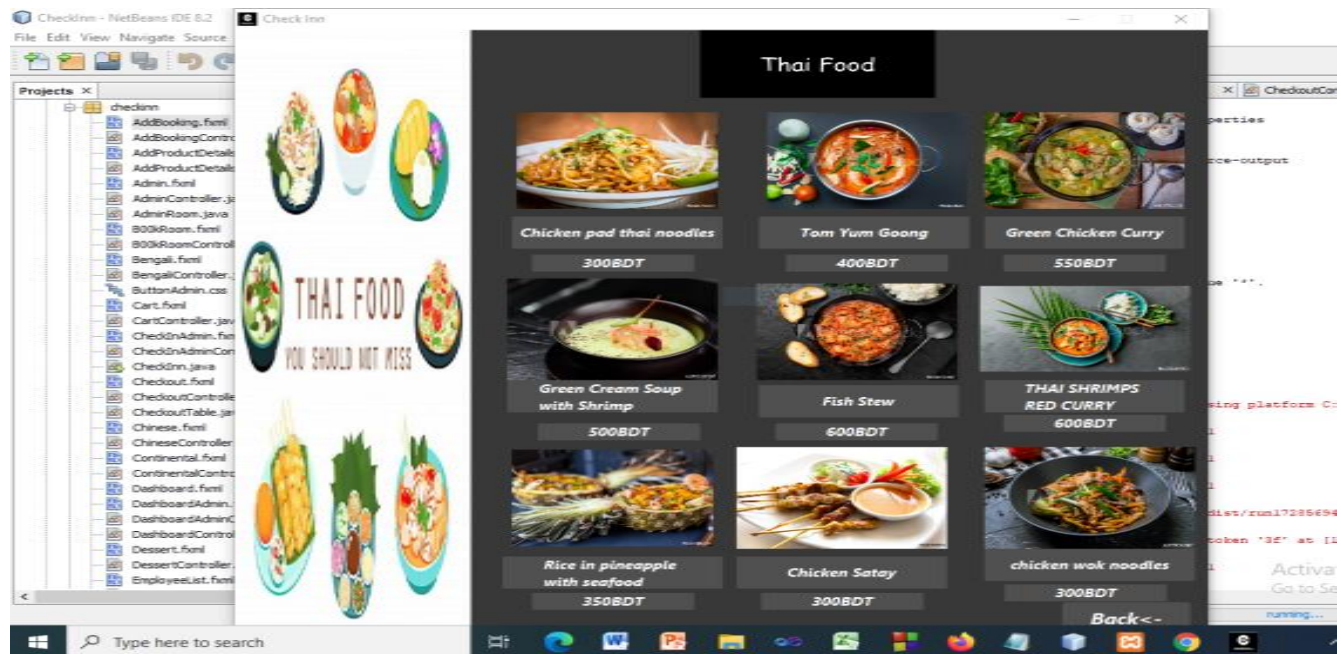 CheckInn - NetBeans IDE 8.2
Check Inn
File Edit View Navigate Source
Projects
checkinn
AddBooking.fxml
AddBookingContro
AddProductDetails
AddProductDetails
Admin.fxml
AdminController.ja
AdminRoom.java
B00kRoom.fxml
B00kRoomControll
Bengali.fxml
BengaliController.
ButtonAdmin.css
Cart.fxml
CartController.jav
CheckInAdmin.fxm
CheckInAdminCon
CheckInn.java
Checkout.fxml
CheckoutControlle
CheckoutTable.jav
Chinese.fxml
ChineseController
Continental.fxml
ContinentalContro
Dashboard.fxml
DashboardAdmin.
DashboardAdminC
DashboardControl
Dessert.fxml
DessertController.
EmployeeList.fxml
THAI FOOD
YOU SHOULD NOT MISS
Thai Food
Chicken pad thai noodles
300BDT
Tom Yum Goong
400BDT
Green Chicken Curry
550BDT
Green Cream Soup
with Shrimp
500BDT
Fish Stew
600BDT
THAI SHRIMPS
RED CURRY
600BDT
Rice in pineapple
with seafood
350BDT
Chicken Satay
300BDT
chicken wok noodles
300BDT
Back<-
CheckoutCon
perties
rce-output
be "*".
sing platform C:
dist/run17285694
token '3f' at [1
Activa
Go to Se
running...
Type here to search